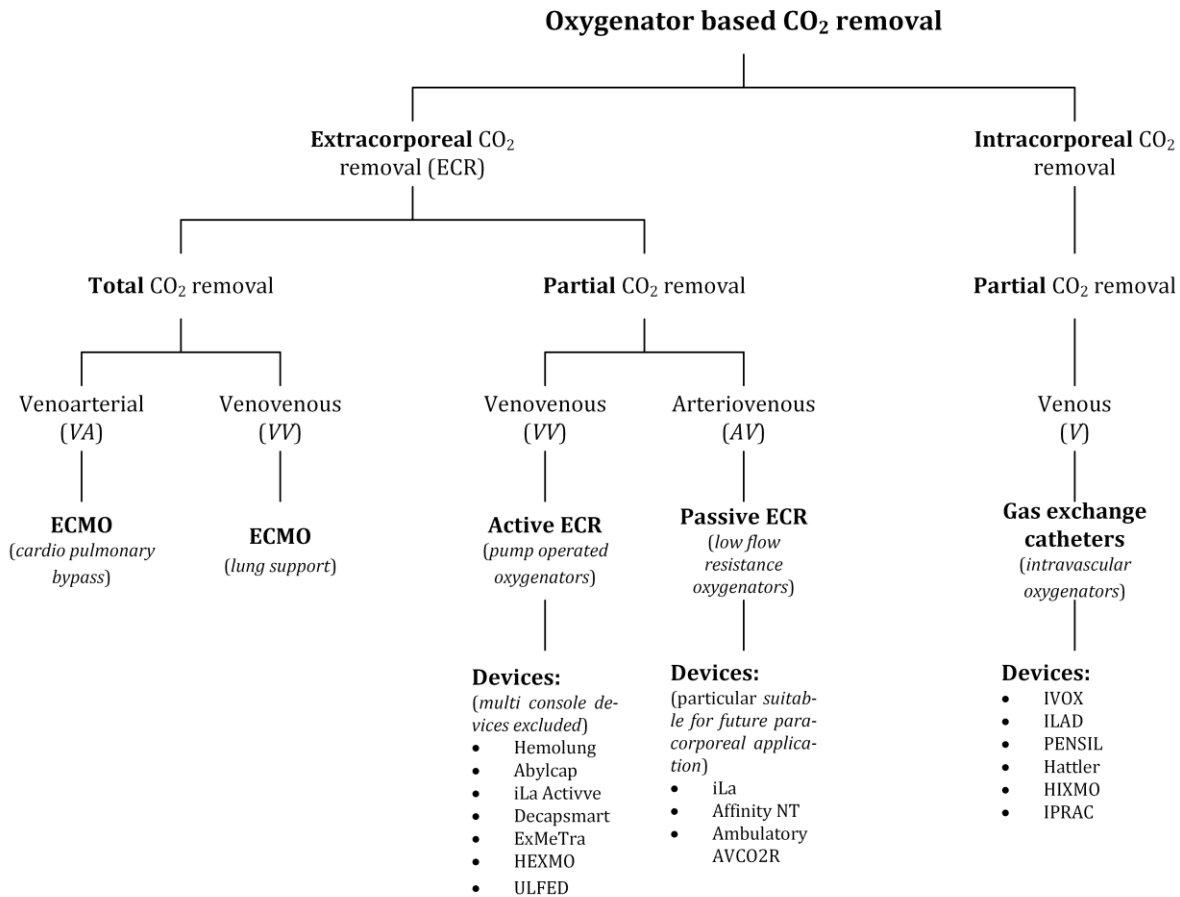 Oxygenator based CO₂ removal
Extracorporeal CO₂
removal (ECR)
Intracorporeal CO₂
removal
Total CO₂ removal
Partial CO₂ removal
Partial CO₂ removal
Venoarterial
(VA)
Venovenous
(VV)
Venovenous
(VV)
Arteriovenous
(AV)
Venous
(V)
ECMO
(cardio pulmonary
bypass)
ECMO
(lung support)
Active ECR
(pump operated
oxygenators)
Passive ECR
(low flow
resistance
oxygenators)
Gas exchange
catheters
(intravascular
oxygenators)
Devices:
(multi console de-
vices excluded)
• Hemolung
• Abylcap
• iLa Activve
• Decapsmart
• ExMeTra
• HEXMO
• ULFED
Devices:
(particular suitab-
le for future para-
corporeal applica-
tion)
• iLa
• Affinity NT
• Ambulatory
AVCO2R
Devices:
• IVOX
• ILAD
• PENSIL
• Hattler
• HIXMO
• IPRAC